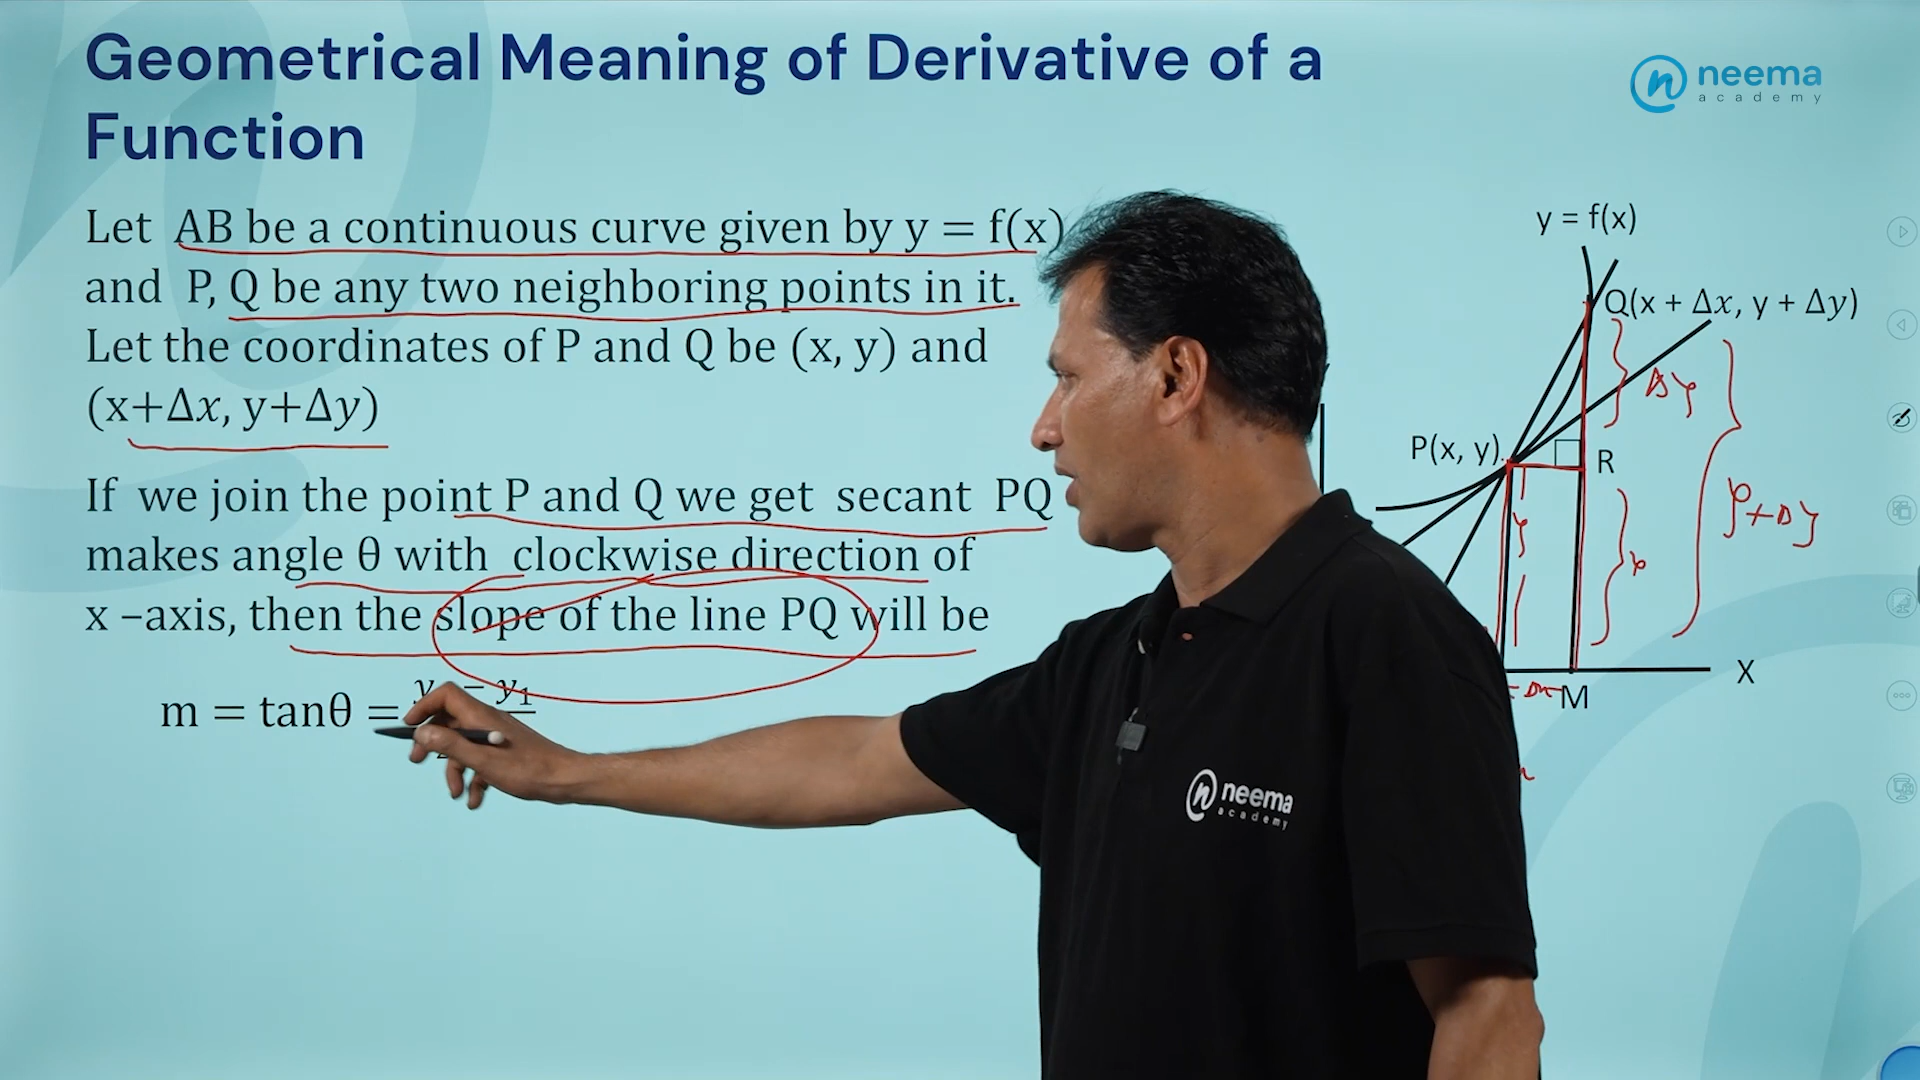 Geometrical Meaning of Derivative of a
Function
neema
academy
Let AB be a continuous curve given by y = f(x)
and P, Q be any two neighboring points in it.
Let the coordinates of P and Q be (x, y) and
(x+Δx, y+Δy)
If we join the point P and Q we get secant PQ
makes angle θ with clockwise direction of
x –axis, then the slope of the line PQ will be
m = tanθ = y – y₁
y = f(x)
Q(x + Δx, y + Δy)
Δy
P(x, y)
R
y
y
y+Δy
X
Δx
M
neema
academy